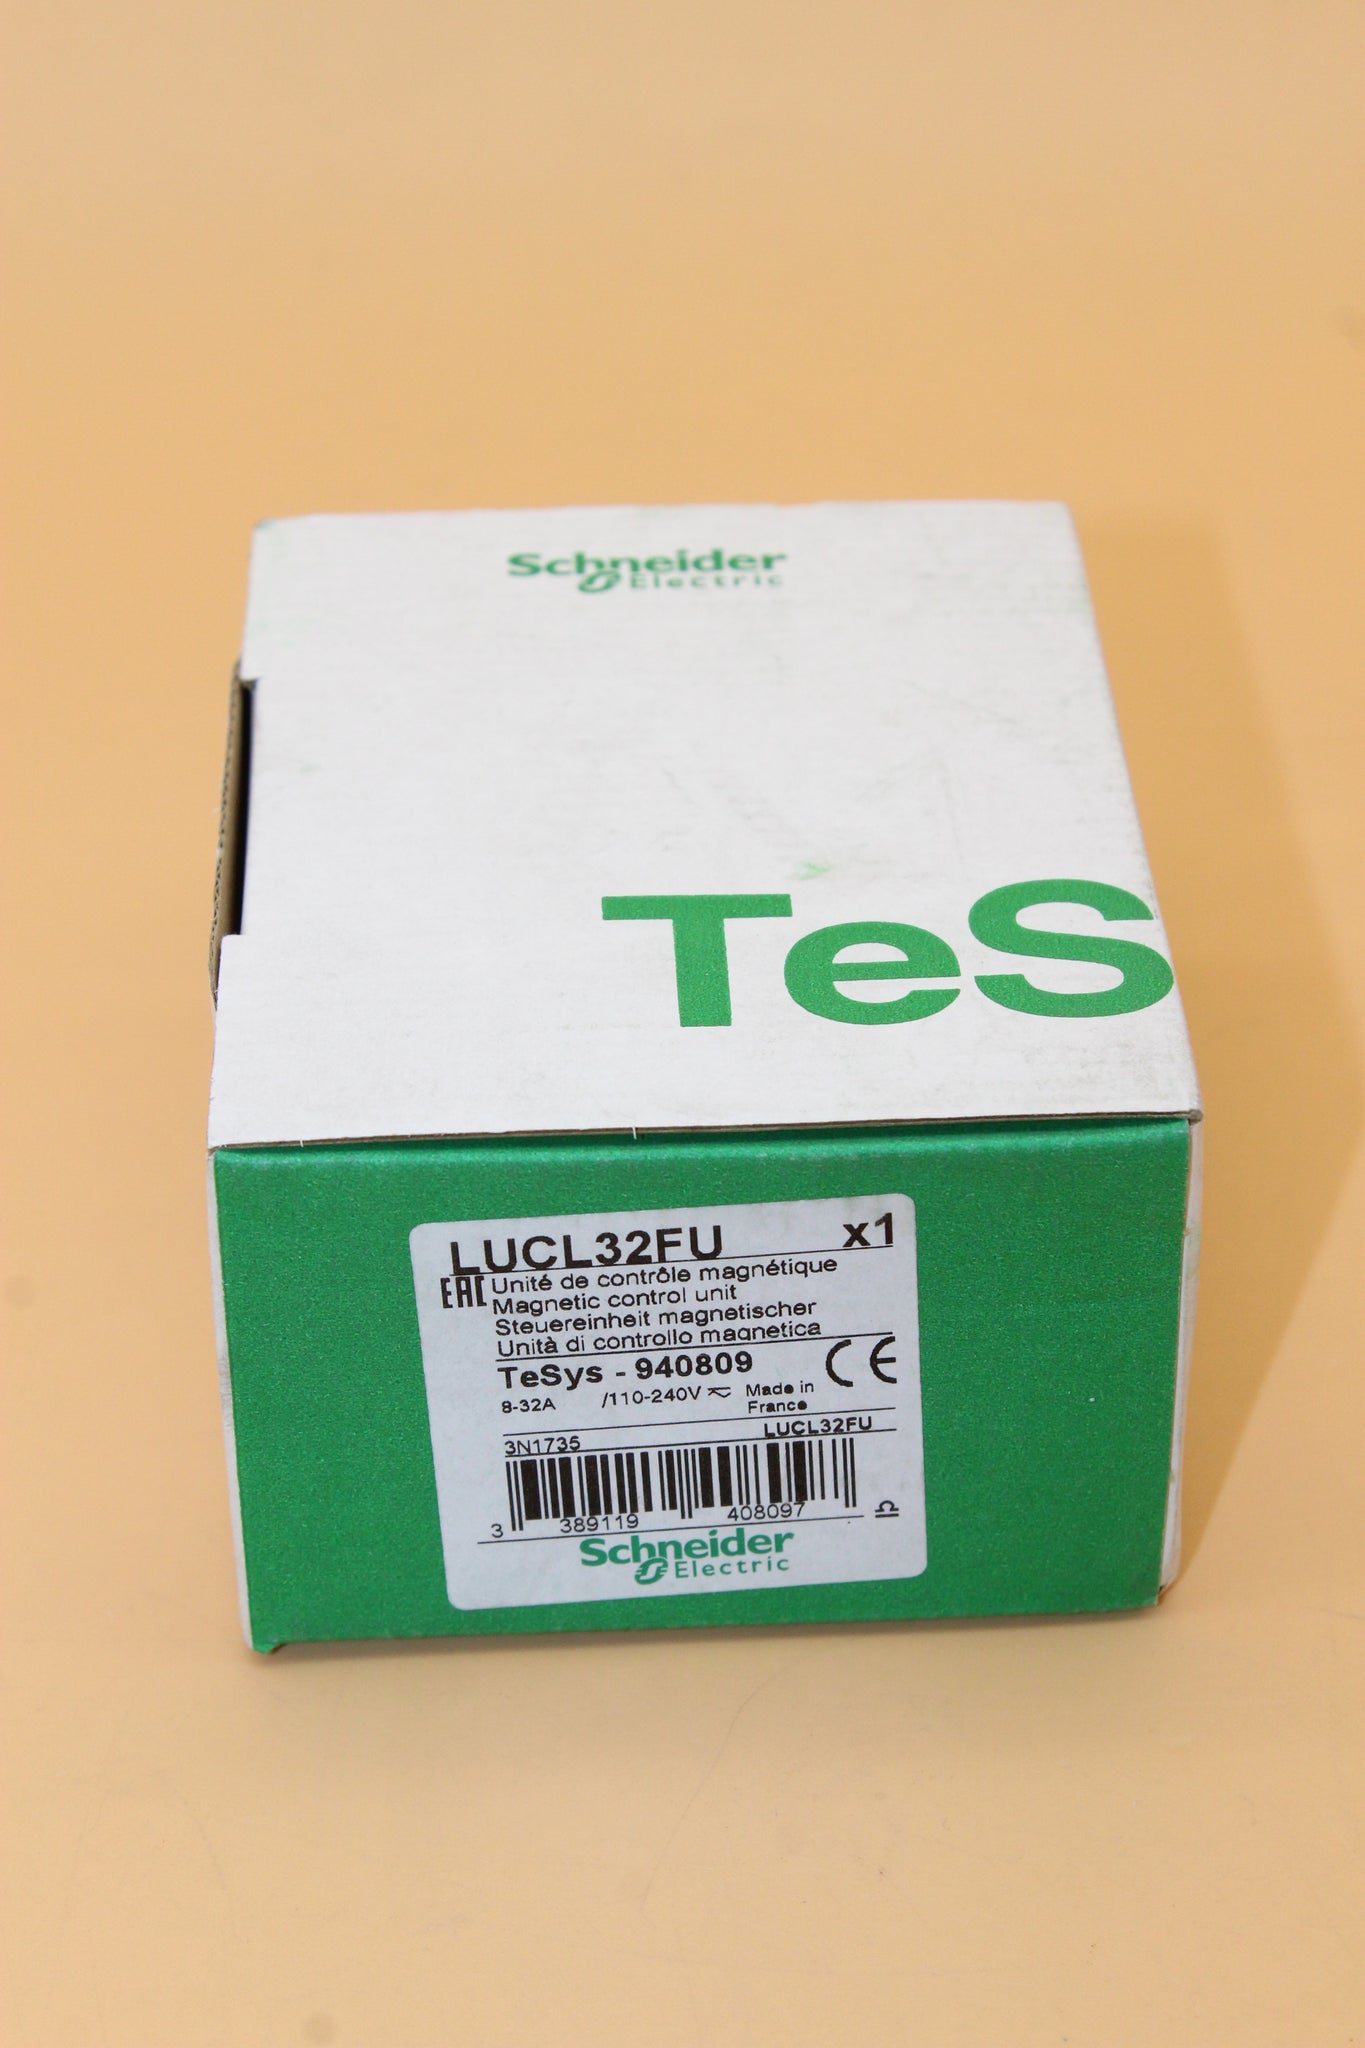 Schneider
Electric
TeS
LUCL32FU x1
EAC Unité de contrôle magnétique
Magnetic control unit
Steuereinheit magnetischer
Unità di controllo magnetica
TeSys - 940809 CE
8-32A /110-240V Made in
France
3N1735 LUCL32FU
3 389119 408097
Schneider
Electric